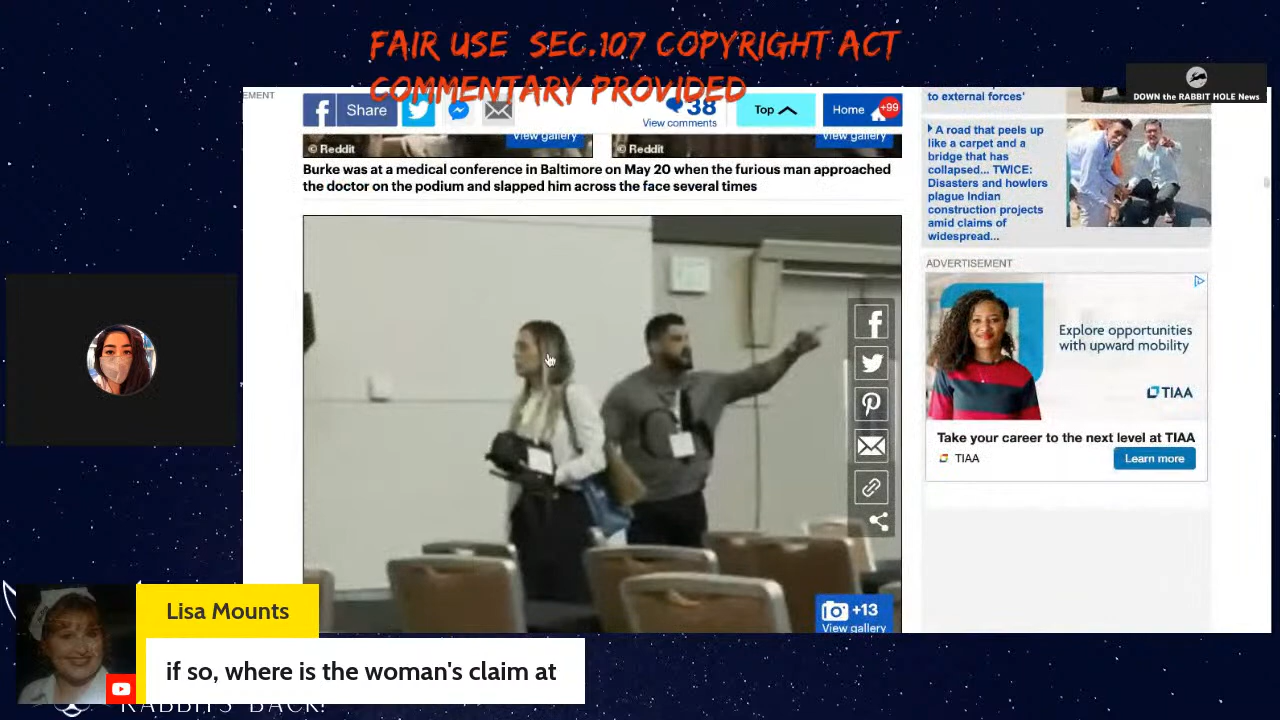 FAIR USE SEC.107 COPYRIGHT ACT
COMMENTARY PROVIDED
DOWN the RABBIT HOLE News
EMENT
Share
38
View comments
Top
Home
+99
View gallery
View gallery
© Reddit
© Reddit
Burke was at a medical conference in Baltimore on May 20 when the furious man approached
the doctor on the podium and slapped him across the face several times
+13
View gallery
to external forces'
A road that peels up
like a carpet and a
bridge that has
collapsed... TWICE:
Disasters and howlers
plague Indian
construction projects
amid claims of
widespread...
ADVERTISEMENT
Explore opportunities
with upward mobility
TIAA
Take your career to the next level at TIAA
TIAA
Learn more
Lisa Mounts
if so, where is the woman's claim at
RABBITS BACK!